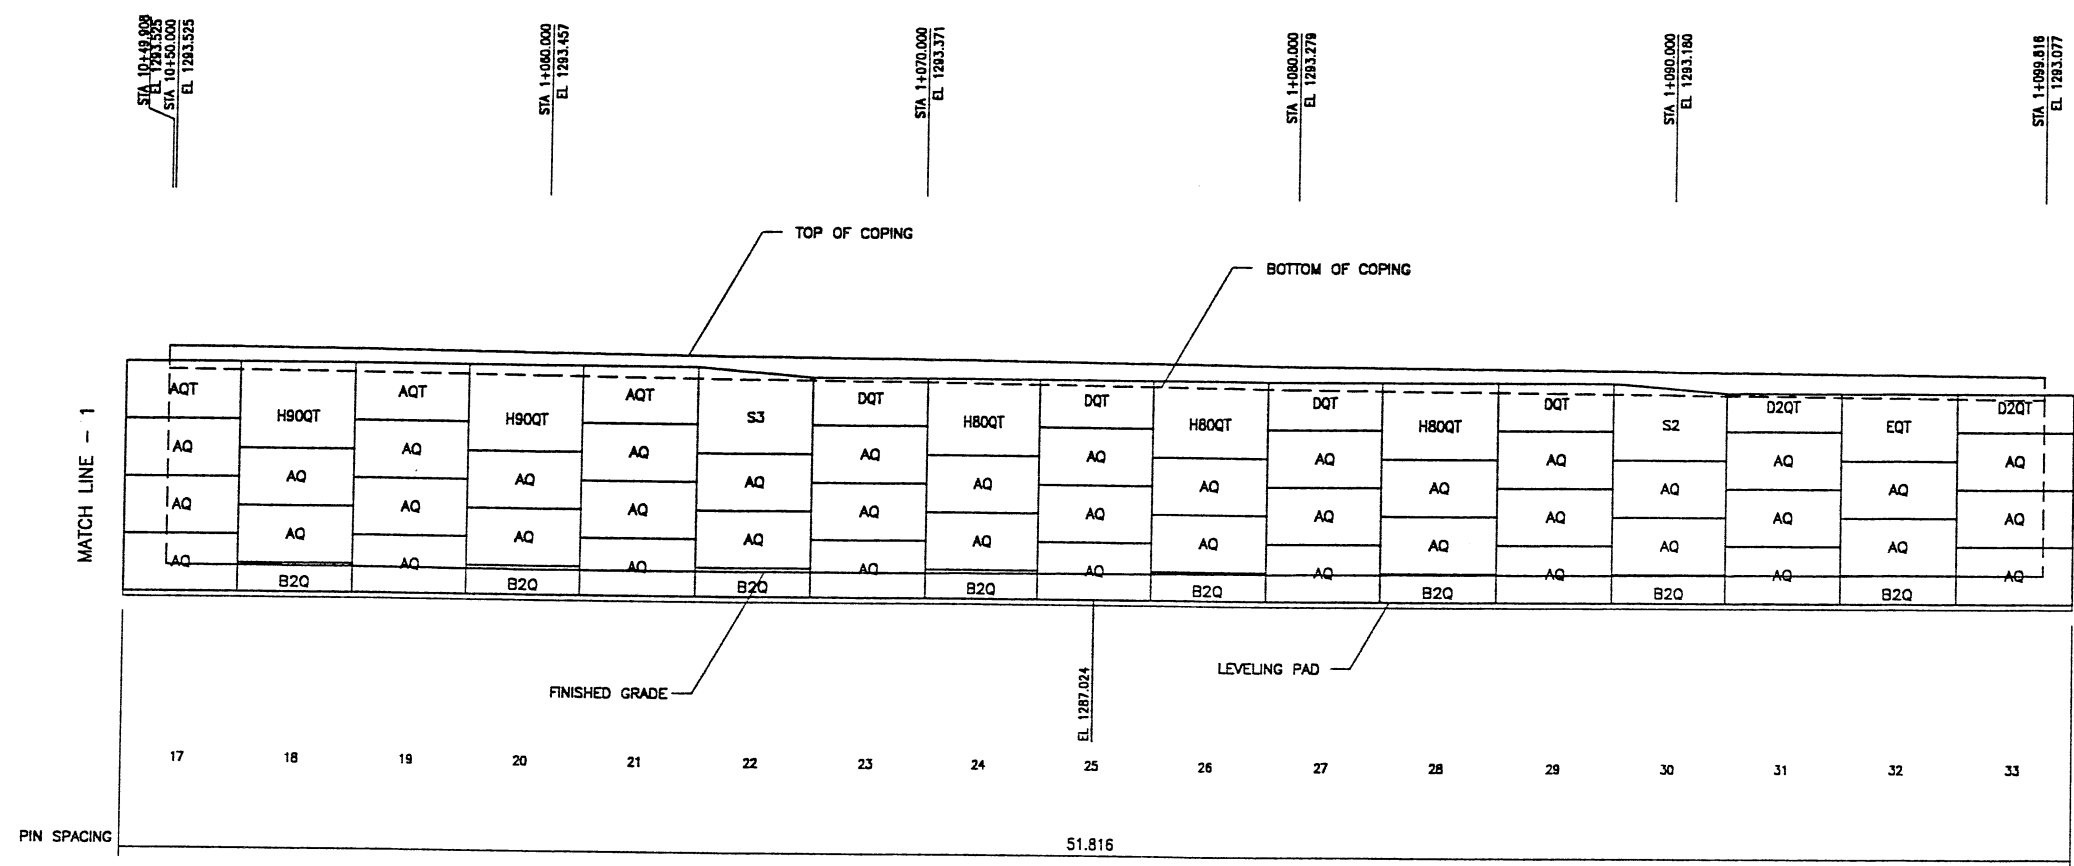 STA 10+49.908
EL 1293.525
STA 10+50.000
EL 1293.525
STA 1+060.000
EL 1293.457
STA 1+070.000
EL 1293.371
STA 1+080.000
EL 1293.279
STA 1+090.000
EL 1293.180
STA 1+099.816
EL 1293.077
TOP OF COPING
BOTTOM OF COPING
MATCH LINE - 1
AQT H90QT AQT H90QT AQT S3 DQT H80QT DQT H80QT DQT H80QT DQT S2 D2QT EQT D2QT
AQ AQ AQ AQ AQ AQ AQ AQ AQ AQ AQ AQ AQ AQ AQ AQ AQ
AQ AQ AQ AQ AQ AQ AQ AQ AQ AQ AQ AQ AQ AQ AQ AQ AQ
AQ B2Q AQ B2Q AQ B2Q AQ B2Q AQ B2Q AQ B2Q AQ B2Q AQ B2Q AQ
FINISHED GRADE
EL 1287.024
LEVELING PAD
17 18 19 20 21 22 23 24 25 26 27 28 29 30 31 32 33
PIN SPACING
51.816